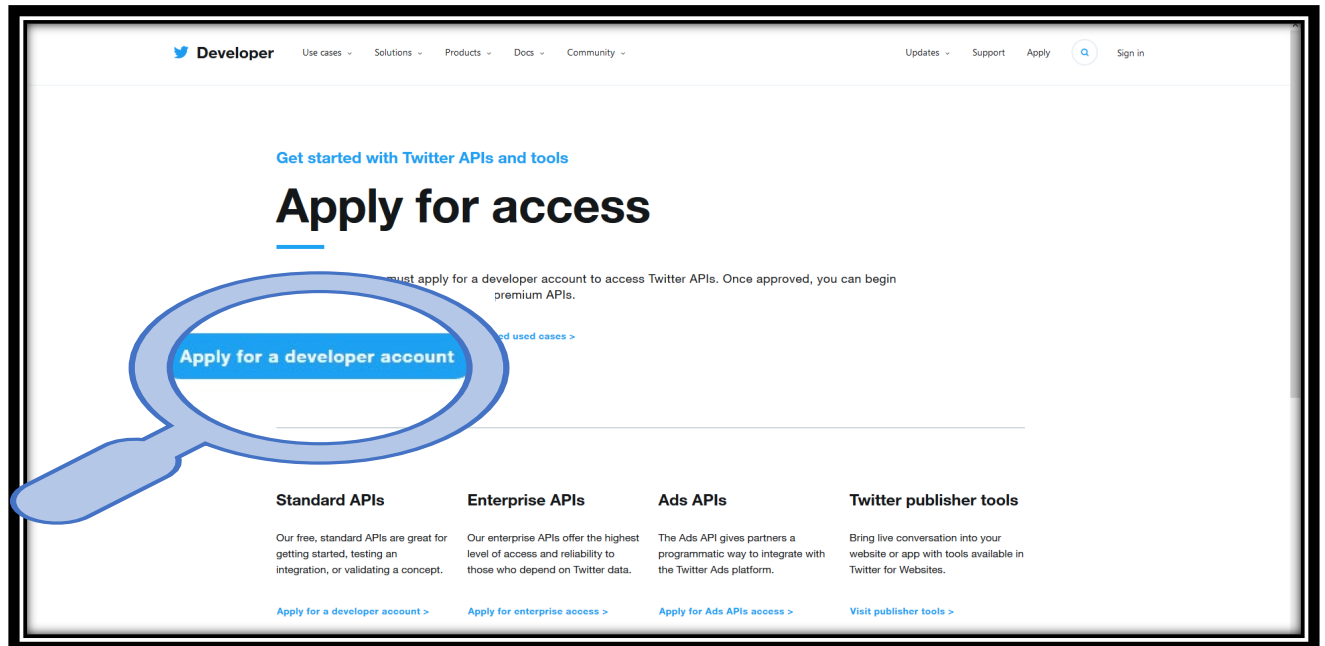 Developer Use cases Solutions Products Docs Community Updates Support Apply Sign in
Get started with Twitter APIs and tools
Apply for access
must apply for a developer account to access Twitter APIs. Once approved, you can begin
premium APIs.
used cases >
Apply for a developer account
Standard APIs
Our free, standard APIs are great for
getting started, testing an
integration, or validating a concept.
Apply for a developer account >
Enterprise APIs
Our enterprise APIs offer the highest
level of access and reliability to
those who depend on Twitter data.
Apply for enterprise access >
Ads APIs
The Ads API gives partners a
programmatic way to integrate with
the Twitter Ads platform.
Apply for Ads APIs access >
Twitter publisher tools
Bring live conversation into your
website or app with tools available in
Twitter for Websites.
Visit publisher tools >